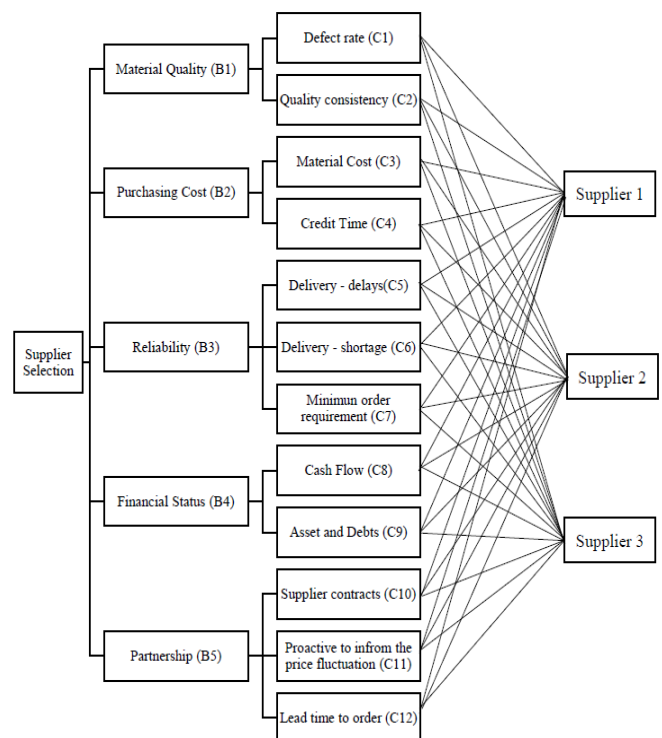 Defect rate (C1)
Material Quality (B1)
Quality consistency (C2)
Material Cost (C3)
Purchasing Cost (B2)
Supplier 1
Credit Time (C4)
Delivery - delays(C5)
Supplier
Selection
Reliability (B3)
Delivery - shortage (C6)
Supplier 2
Minimun order
requirement (C7)
Cash Flow (C8)
Financial Status (B4)
Asset and Debts (C9)
Supplier 3
Supplier contracts (C10)
Partnership (B5)
Proactive to infrom the
price fluctuation (C11)
Lead time to order (C12)